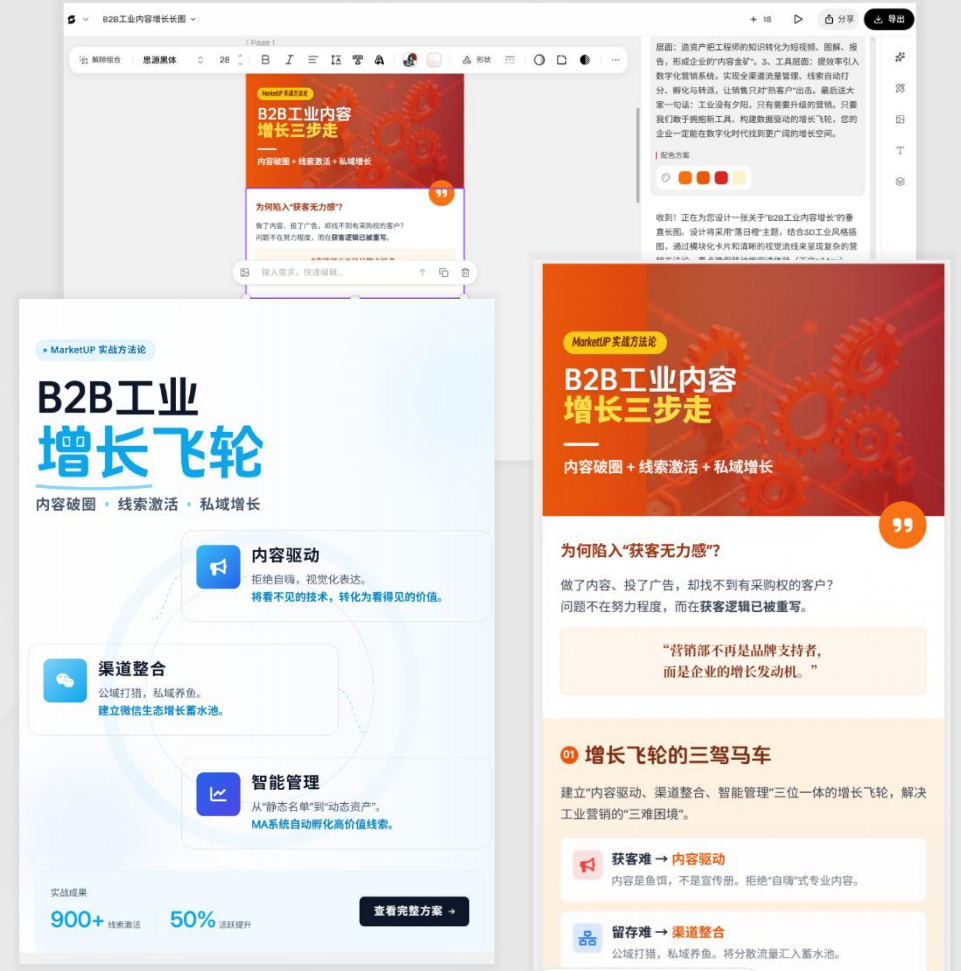 B2B工业内容增长长图
18
分享
导出
Page 1
解除组合
思源黑体
28
B
形状
MarketUP 实战方法论
B2B工业内容
增长三步走
内容破圈 + 线索激活 + 私域增长
为何陷入“获客无力感”？
做了内容、投了广告，却找不到有采购权的客户？
问题不在努力程度，而在获客逻辑已被重写。
输入需求，快速编辑...
层面：造资产把工程师的知识转化为短视频、图解、报
告，形成企业的“内容金矿”。3、工具层面：提效率引入
数字化营销系统，实现全渠道流量管理、线索自动打
分、孵化与转派，让销售只对“热客户”出击。最后送大
家一句话：工业没有夕阳，只有需要升级的营销。只要
我们敢于拥抱新工具、构建数据驱动的增长飞轮，您的
企业一定能在数字化时代找到更广阔的增长空间。
配色方案
收到！正在为您设计一张关于“B2B工业内容增长”的垂
直长图。设计将采用“落日橙”主题，结合3D工业风格插
图，通过模块化卡片和清晰的视觉流线来呈现复杂的营
MarketUP 实战方法论
B2B工业
增长飞轮
内容破圈 • 线索激活 • 私域增长
内容驱动
拒绝自嗨，视觉化表达。
将看不见的技术，转化为看得见的价值。
渠道整合
公域打猎，私域养鱼。
建立微信生态增长蓄水池。
智能管理
从“静态名单”到“动态资产”。
MA系统自动孵化高价值线索。
实战成果
900+ 线索激活
50% 活跃提升
查看完整方案 →
MarketUP 实战方法论
B2B工业内容
增长三步走
内容破圈 + 线索激活 + 私域增长
为何陷入“获客无力感”？
做了内容、投了广告，却找不到有采购权的客户？
问题不在努力程度，而在获客逻辑已被重写。
“营销部不再是品牌支持者，
而是企业的增长发动机。”
01 增长飞轮的三驾马车
建立“内容驱动、渠道整合、智能管理”三位一体的增长飞轮，解决
工业营销的“三难困境”。
获客难 → 内容驱动
内容是鱼饵，不是宣传册。拒绝“自嗨”式专业内容。
留存难 → 渠道整合
公域打猎，私域养鱼。将分散流量汇入蓄水池。